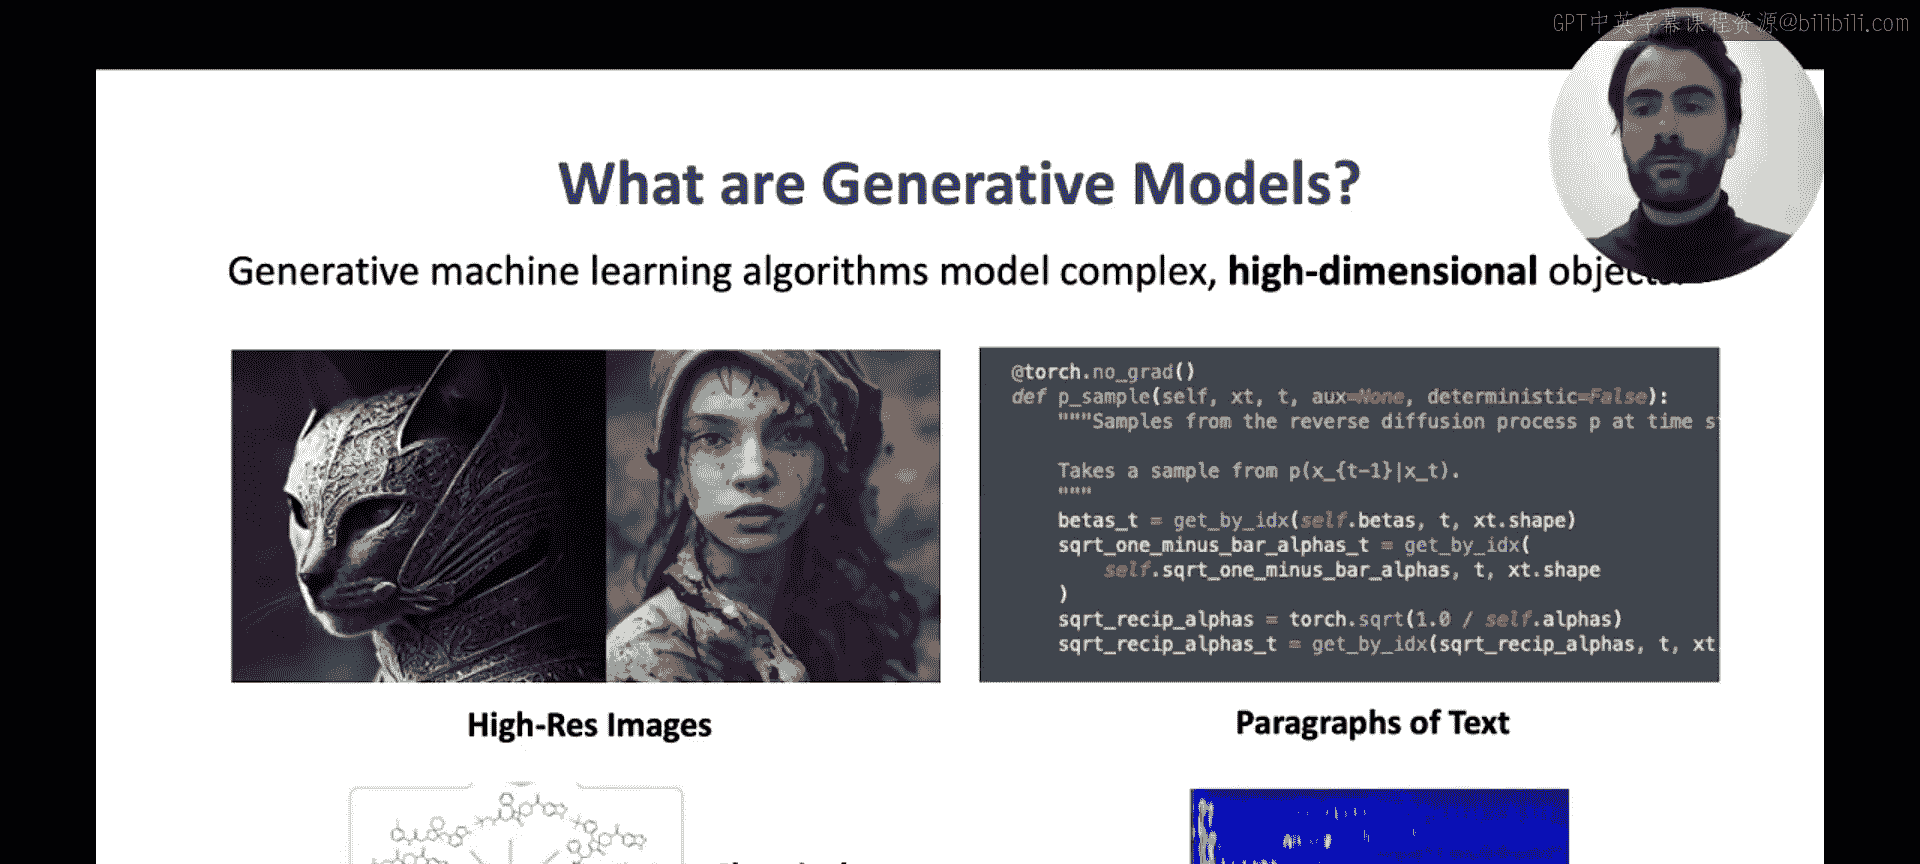 GPT中英字幕课程资源@bilibili.com
What are Generative Models?
Generative machine learning algorithms model complex, high-dimensional
@torch.no_grad()
def p_sample(self, xt, t, aux=None, deterministic=False):
"""Samples from the reverse diffusion process p at time
Takes a sample from p(x_{t-1}|x_t).
"""
betas_t = get_by_idx(self.betas, t, xt.shape)
sqrt_one_minus_bar_alphas_t = get_by_idx(
self.sqrt_one_minus_bar_alphas, t, xt.shape
)
sqrt_recip_alphas = torch.sqrt(1.0 / self.alphas)
sqrt_recip_alphas_t = get_by_idx(sqrt_recip_alphas, t, xt
High-Res Images
Paragraphs of Text